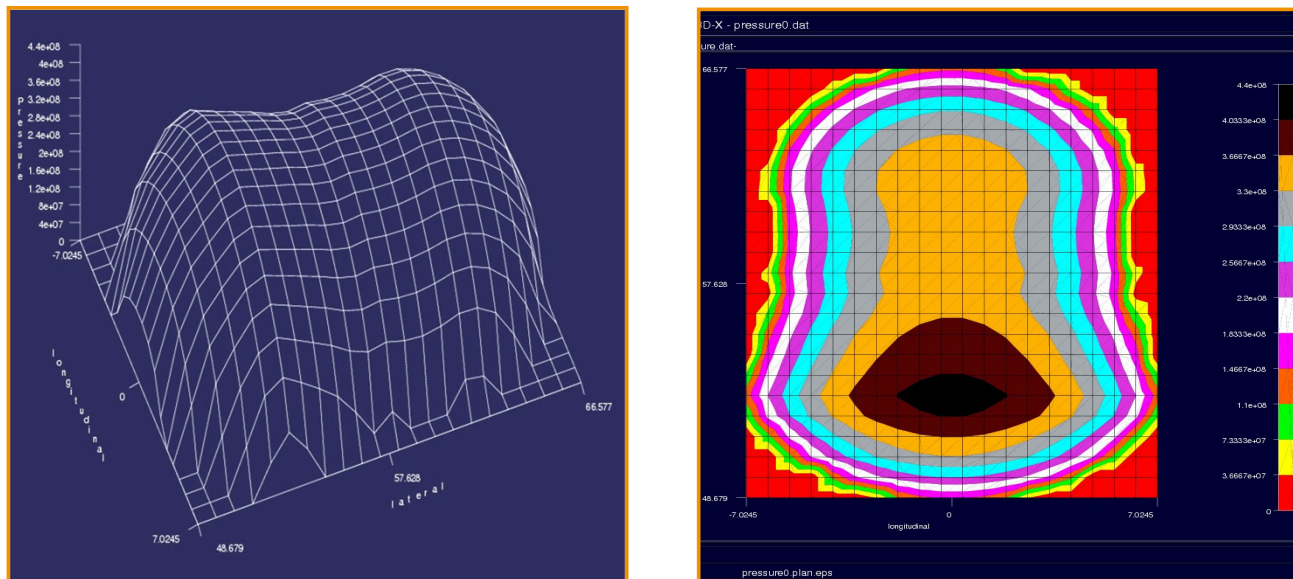 4.4e+08
4e+08
3.6e+08
3.2e+08
2.8e+08
2.4e+08
2e+08
1.6e+08
1.2e+08
8e+07
4e+07
0
Pressure
-7.0245
longitudinal
0
7.0245
48.679
57.628
lateral
66.577
3D-X - pressure0.dat
ure.dat-
66.577
57.628
48.679
-7.0245
0
7.0245
longitudinal
4.4e+08
4.0333e+08
3.6667e+08
3.3e+08
2.9333e+08
2.5667e+08
2.2e+08
1.8333e+08
1.4667e+08
1.1e+08
7.3333e+07
3.6667e+07
0
pressure0.plan.eps